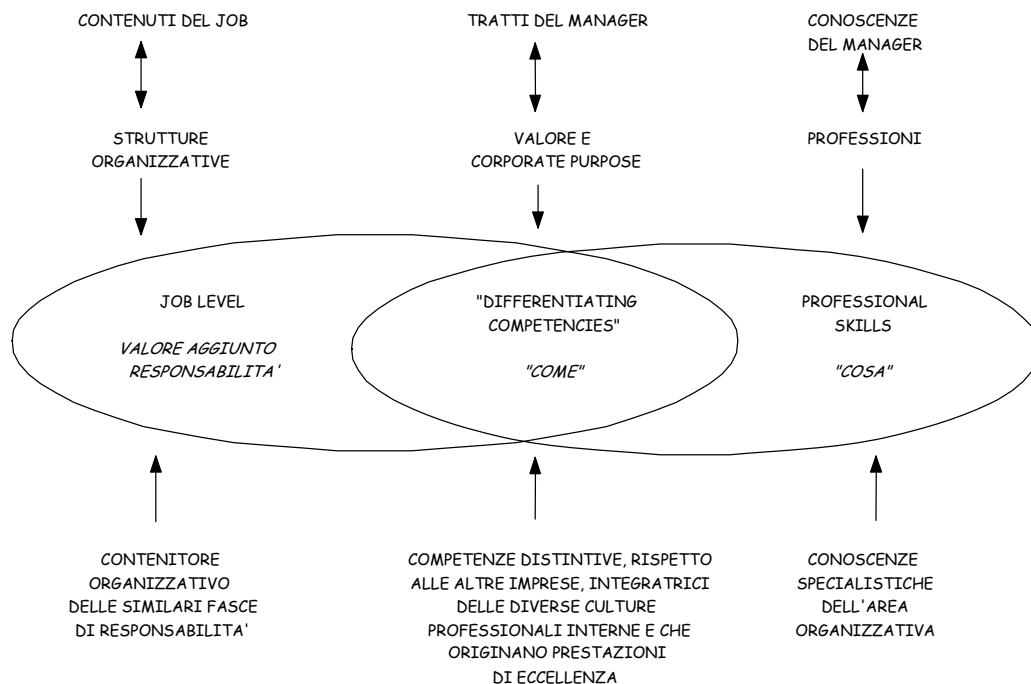 CONTENUTI DEL JOB
TRATTI DEL MANAGER
CONOSCENZE
DEL MANAGER
STRUTTURE
ORGANIZZATIVE
VALORE E
CORPORATE PURPOSE
PROFESSIONI
JOB LEVEL
VALORE AGGIUNTO
RESPONSABILITA'
"DIFFERENTIATING
COMPETENCIES"
"COME"
PROFESSIONAL
SKILLS
"COSA"
CONTENITORE
ORGANIZZATIVO
DELLE SIMILARI FASCE
DI RESPONSABILITA'
COMPETENZE DISTINTIVE, RISPETTO
ALLE ALTRE IMPRESE, INTEGRATRICI
DELLE DIVERSE CULTURE
PROFESSIONALI INTERNE E CHE
ORIGINANO PRESTAZIONI
DI ECCELLENZA
CONOSCENZE
SPECIALISTICHE
DELL'AREA
ORGANIZZATIVA